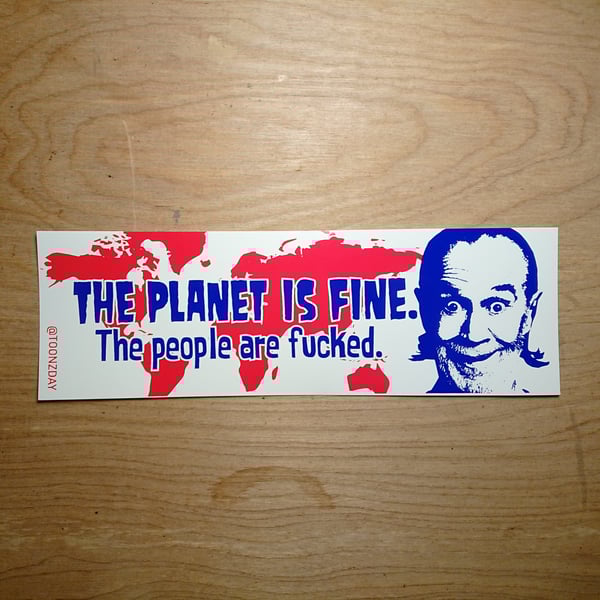 THE PLANET IS FINE.
The people are fucked.
@TOONZDAY